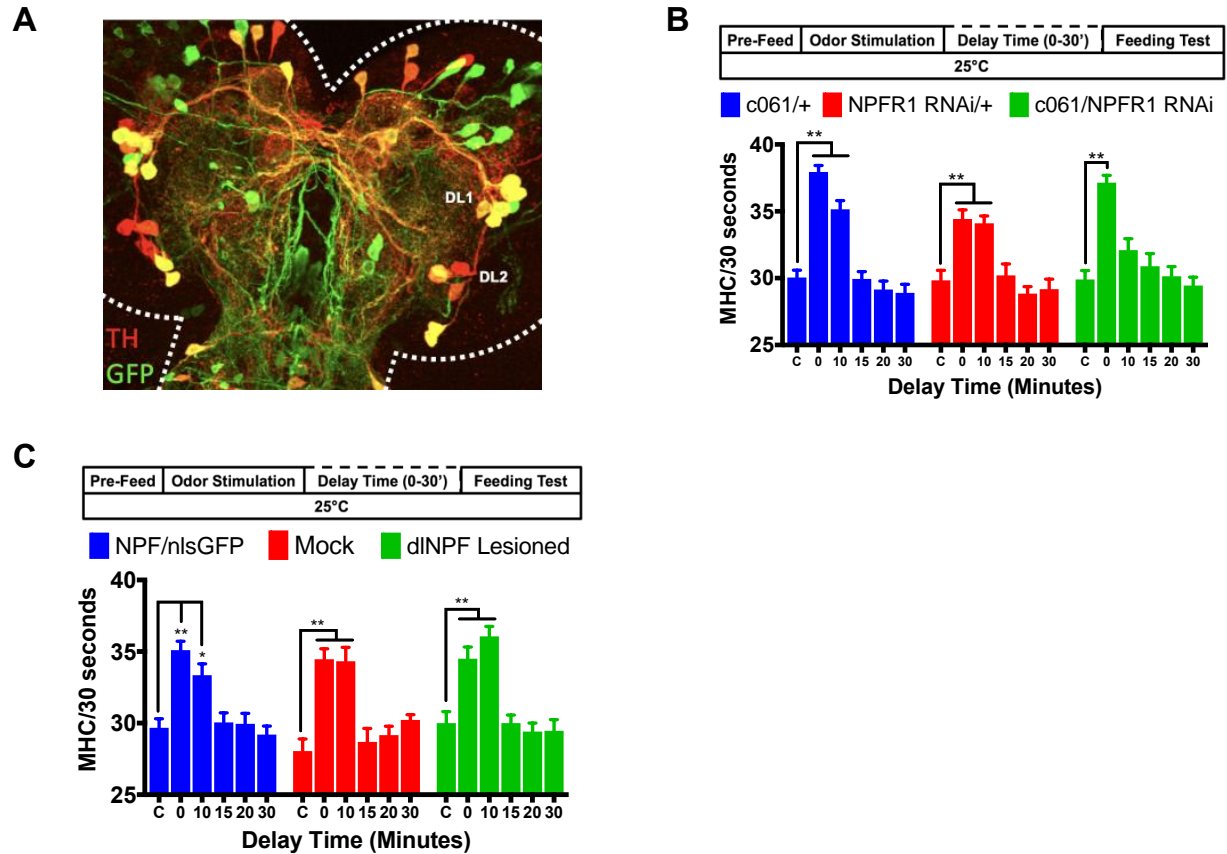 A
DL1
DL2
TH
GFP
B
Pre-Feed Odor Stimulation Delay Time (0-30') Feeding Test
25°C
c061/+ NPFR1 RNAi/+ c061/NPFR1 RNAi
MHC/30 seconds
40
35
30
25
** ** **
C 0 10 15 20 30 C 0 10 15 20 30 C 0 10 15 20 30
Delay Time (Minutes)
C
Pre-Feed Odor Stimulation Delay Time (0-30') Feeding Test
25°C
NPF/nlsGFP Mock dlNPF Lesioned
MHC/30 seconds
40
35
30
25
** * ** **
C 0 10 15 20 30 C 0 10 15 20 30 C 0 10 15 20 30
Delay Time (Minutes)